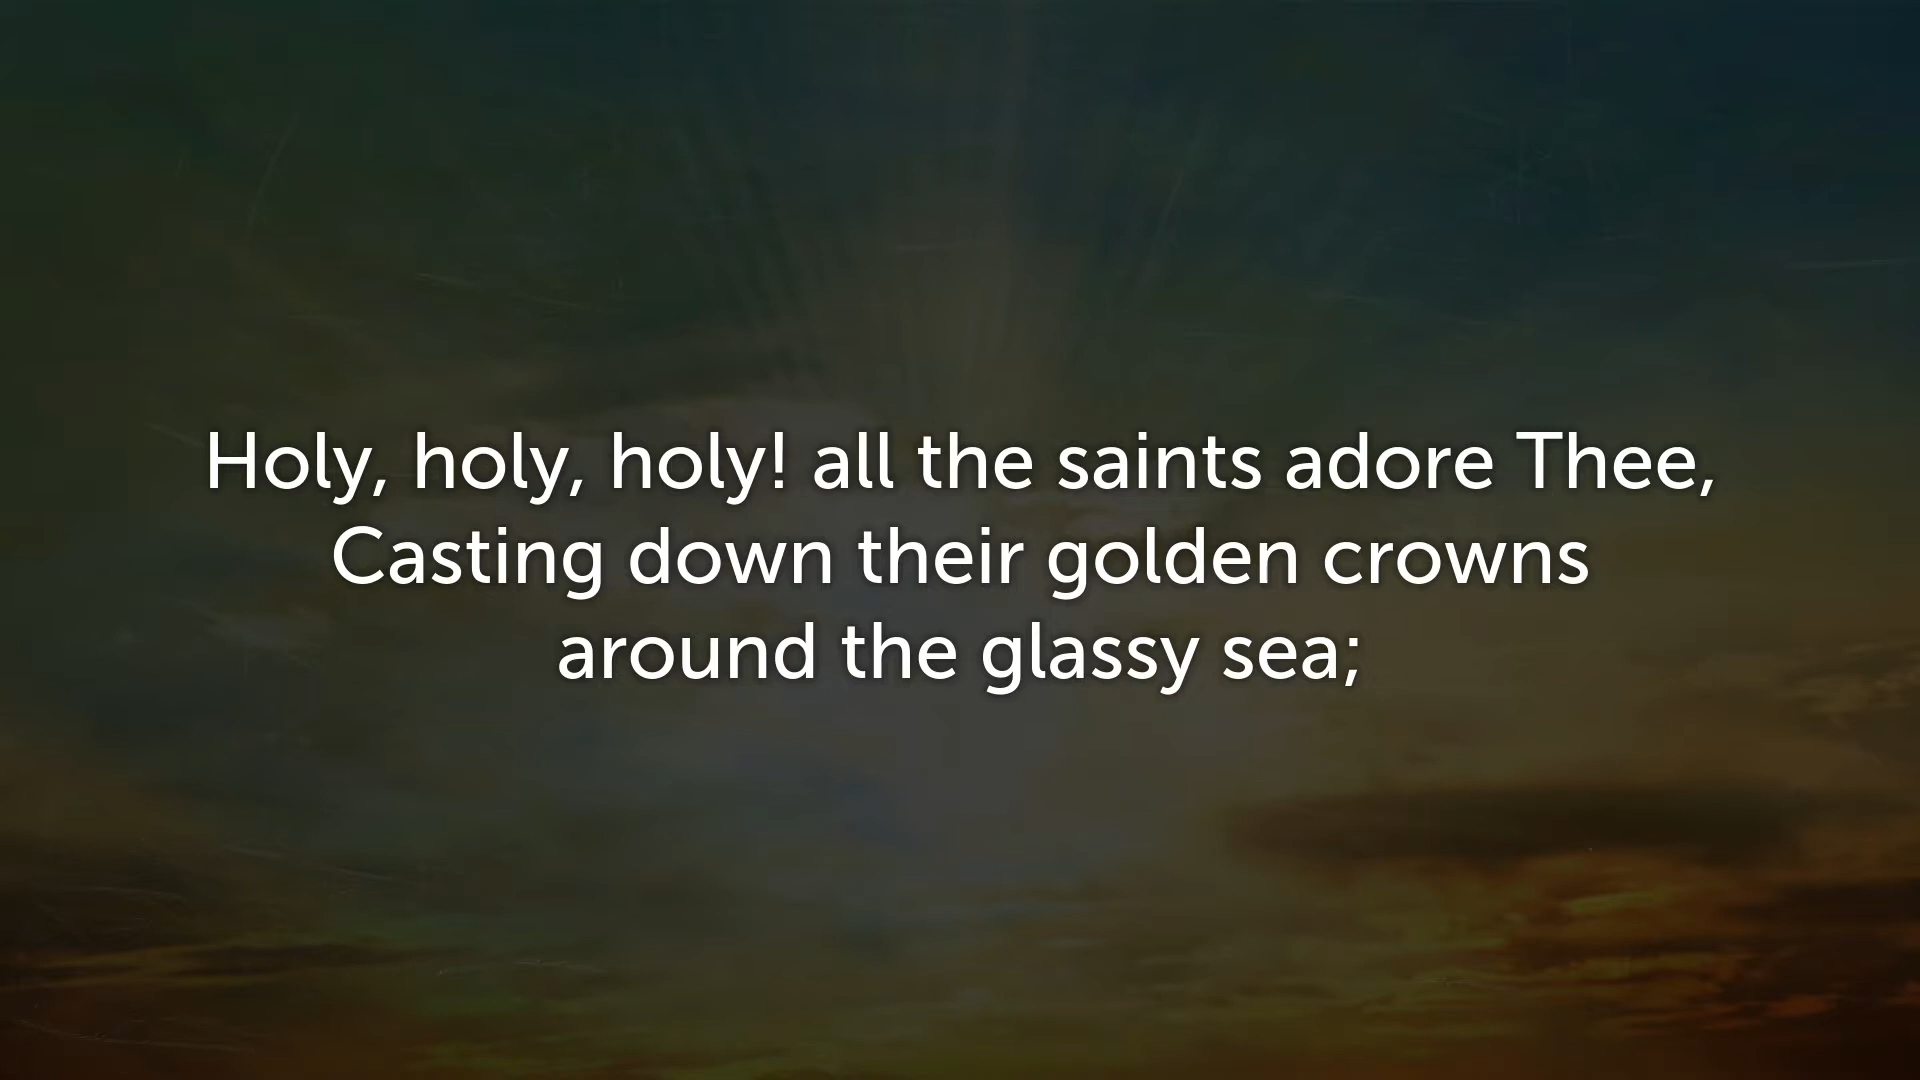 Holy, holy, holy! all the saints adore Thee,
Casting down their golden crowns
around the glassy sea;